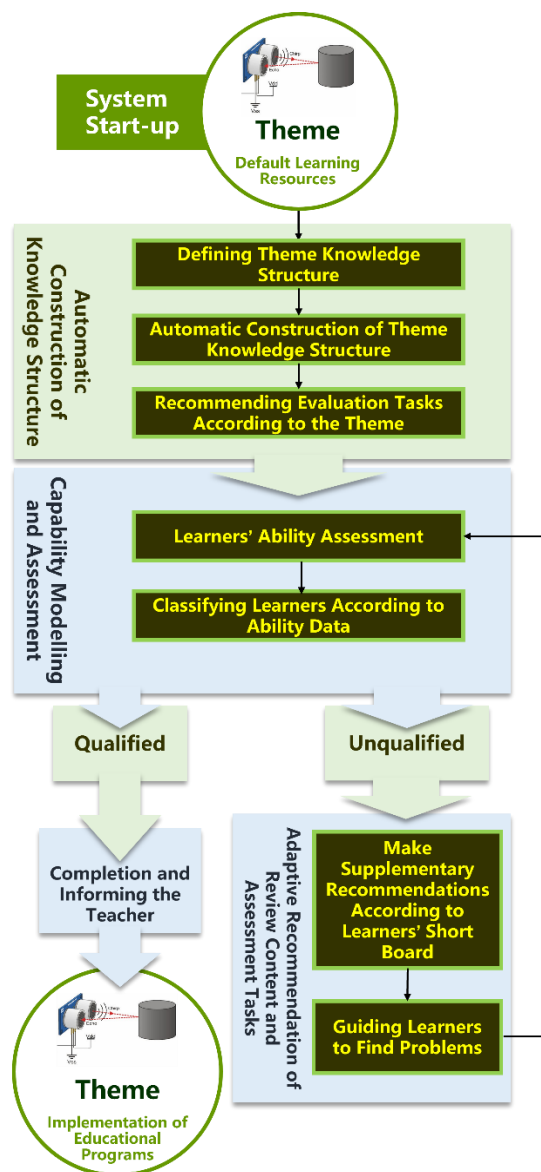 System
Start-up
Theme
Default Learning
Resources
Automatic
Construction of
Knowledge Structure
Defining Theme Knowledge
Structure
Automatic Construction of Theme
Knowledge Structure
Recommending Evaluation Tasks
According to the Theme
Capability Modelling
and Assessment
Learners' Ability Assessment
Classifying Learners According to
Ability Data
Qualified
Unqualified
Completion and
Informing the
Teacher
Adaptive Recommendation of
Review Content and
Assessment Tasks
Make
Supplementary
Recommendations
According to
Learners' Short
Board
Guiding Learners
to Find Problems
Theme
Implementation of
Educational
Programs